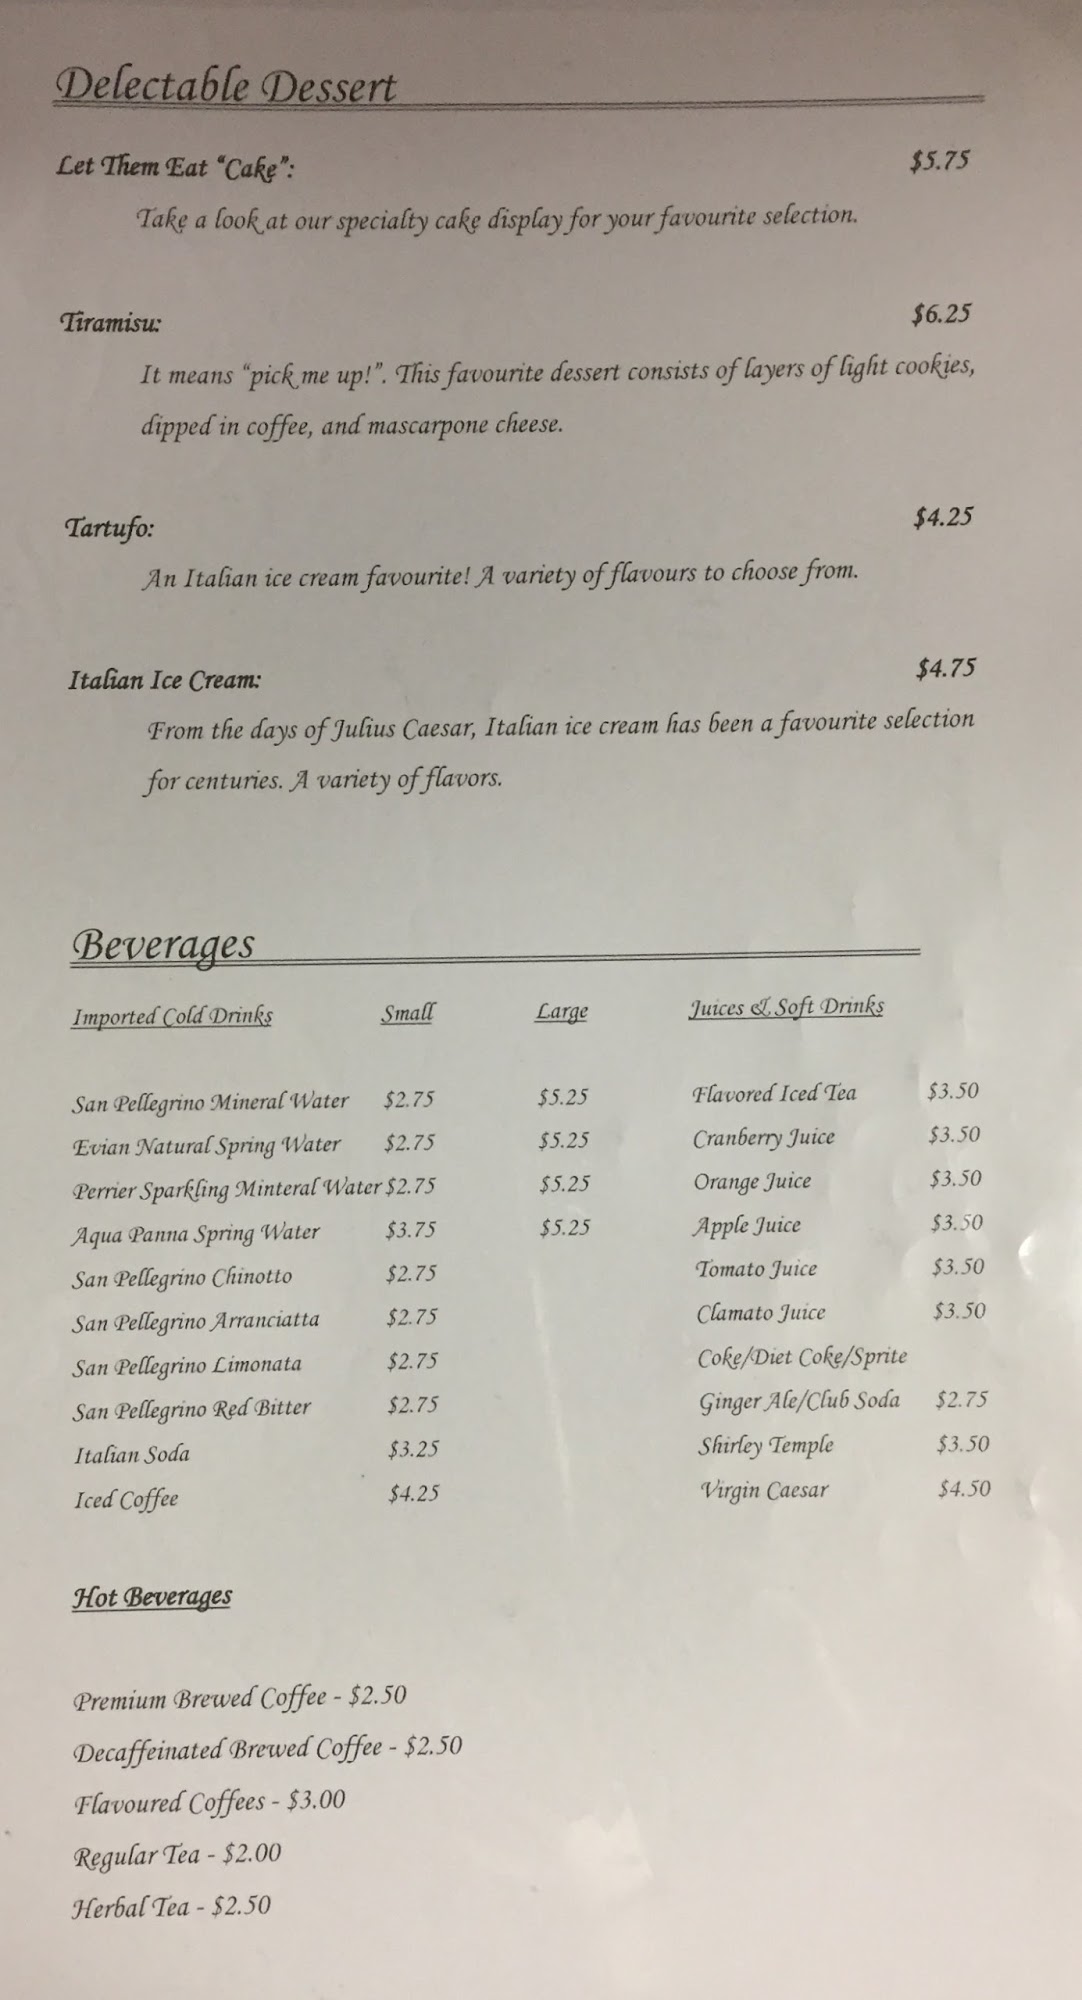 Delectable Dessert
Let Them Eat “Cake”: $5.75
Take a look at our specialty cake display for your favourite selection.
Tiramisu: $6.25
It means “pick me up!”. This favourite dessert consists of layers of light cookies,
dipped in coffee, and mascarpone cheese.
Tartufo: $4.25
An Italian ice cream favourite! A variety of flavours to choose from.
Italian Ice Cream: $4.75
From the days of Julius Caesar, Italian ice cream has been a favourite selection
for centuries. A variety of flavors.
Beverages
Imported Cold Drinks Small Large Juices & Soft Drinks
San Pellegrino Mineral Water $2.75 $5.25 Flavored Iced Tea $3.50
Evian Natural Spring Water $2.75 $5.25 Cranberry Juice $3.50
Perrier Sparkling Minteral Water $2.75 $5.25 Orange Juice $3.50
Aqua Panna Spring Water $3.75 $5.25 Apple Juice $3.50
San Pellegrino Chinotto $2.75 Tomato Juice $3.50
San Pellegrino Arranciatta $2.75 Clamato Juice $3.50
San Pellegrino Limonata $2.75 Coke/Diet Coke/Sprite
San Pellegrino Red Bitter $2.75 Ginger Ale/Club Soda $2.75
Italian Soda $3.25 Shirley Temple $3.50
Iced Coffee $4.25 Virgin Caesar $4.50
Hot Beverages
Premium Brewed Coffee - $2.50
Decaffeinated Brewed Coffee - $2.50
Flavoured Coffees - $3.00
Regular Tea - $2.00
Herbal Tea - $2.50